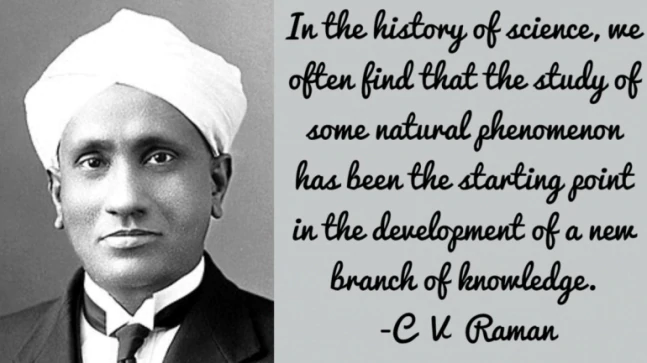 In the history of science, we
often find that the study of
some natural phenomenon
has been the starting point
in the development of a new
branch of knowledge.
-C V Raman